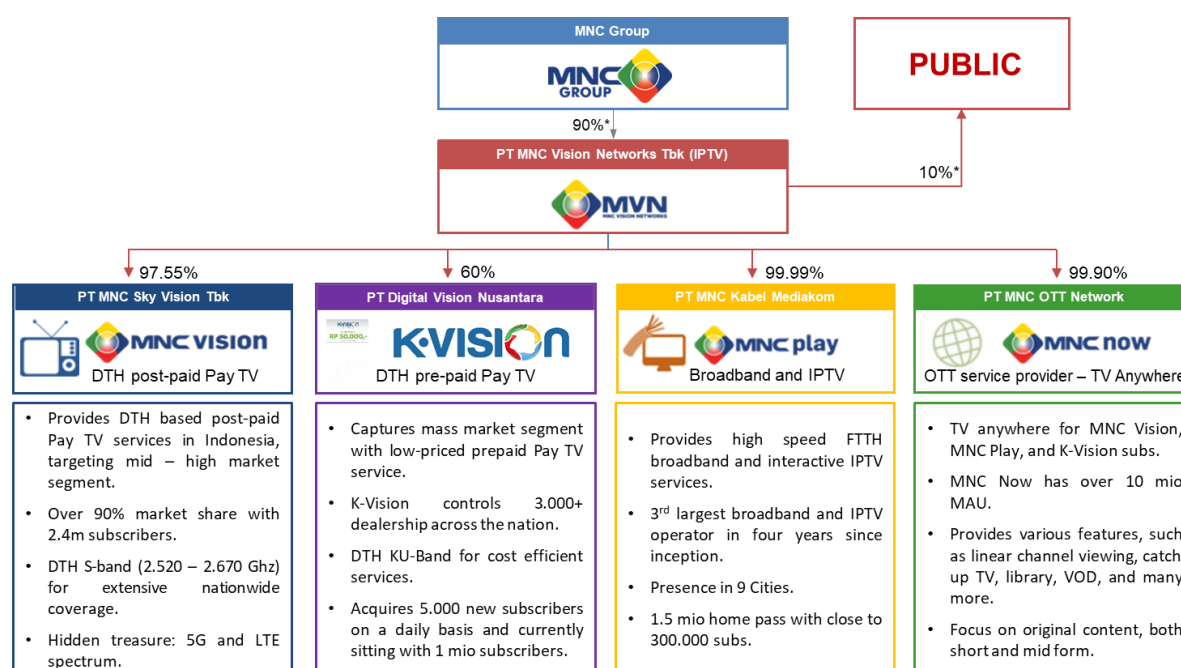 MNC Group
MNC
GROUP
PUBLIC
90%*
PT MNC Vision Networks Tbk (IPTV)
MVN
MNC VISION NETWORKS
10%*
97.55%
60%
99.99%
99.90%
PT MNC Sky Vision Tbk
MNC VISION
DTH post-paid Pay TV
• Provides DTH based post-paid
Pay TV services in Indonesia,
targeting mid – high market
segment.
• Over 90% market share with
2.4m subscribers.
• DTH S-band (2.520 – 2.670 Ghz)
for extensive nationwide
coverage.
• Hidden treasure: 5G and LTE
spectrum.
PT Digital Vision Nusantara
K-VISION
RP 50.000,-
K-VISION
DTH pre-paid Pay TV
• Captures mass market segment
with low-priced prepaid Pay TV
service.
• K-Vision controls 3.000+
dealership across the nation.
• DTH KU-Band for cost efficient
services.
• Acquires 5.000 new subscribers
on a daily basis and currently
sitting with 1 mio subscribers.
PT MNC Kabel Mediakom
MNC play
Broadband and IPTV
• Provides high speed FTTH
broadband and interactive IPTV
services.
• 3rd largest broadband and IPTV
operator in four years since
inception.
• Presence in 9 Cities.
• 1.5 mio home pass with close to
300.000 subs.
PT MNC OTT Network
MNC now
OTT service provider – TV Anywhere
• TV anywhere for MNC Vision,
MNC Play, and K-Vision subs.
• MNC Now has over 10 mio
MAU.
• Provides various features, such
as linear channel viewing, catch
up TV, library, VOD, and many
more.
• Focus on original content, both
short and mid form.